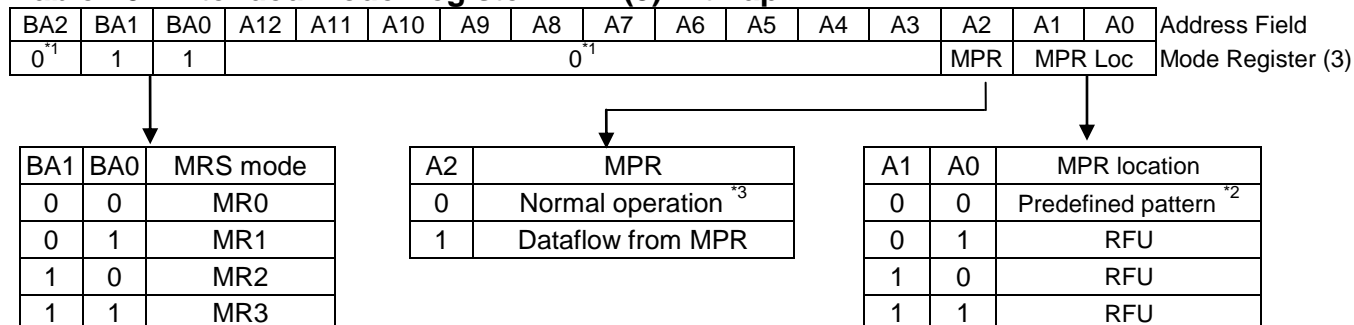 BA2 BA1 BA0 A12 A11 A10 A9 A8 A7 A6 A5 A4 A3 A2 A1 A0 Address Field
0*1 1 1 0*1 MPR MPR Loc Mode Register (3)
BA1 BA0 MRS mode
0 0 MR0
0 1 MR1
1 0 MR2
1 1 MR3
A2 MPR
0 Normal operation *3
1 Dataflow from MPR
A1 A0 MPR location
0 0 Predefined pattern *2
0 1 RFU
1 0 RFU
1 1 RFU